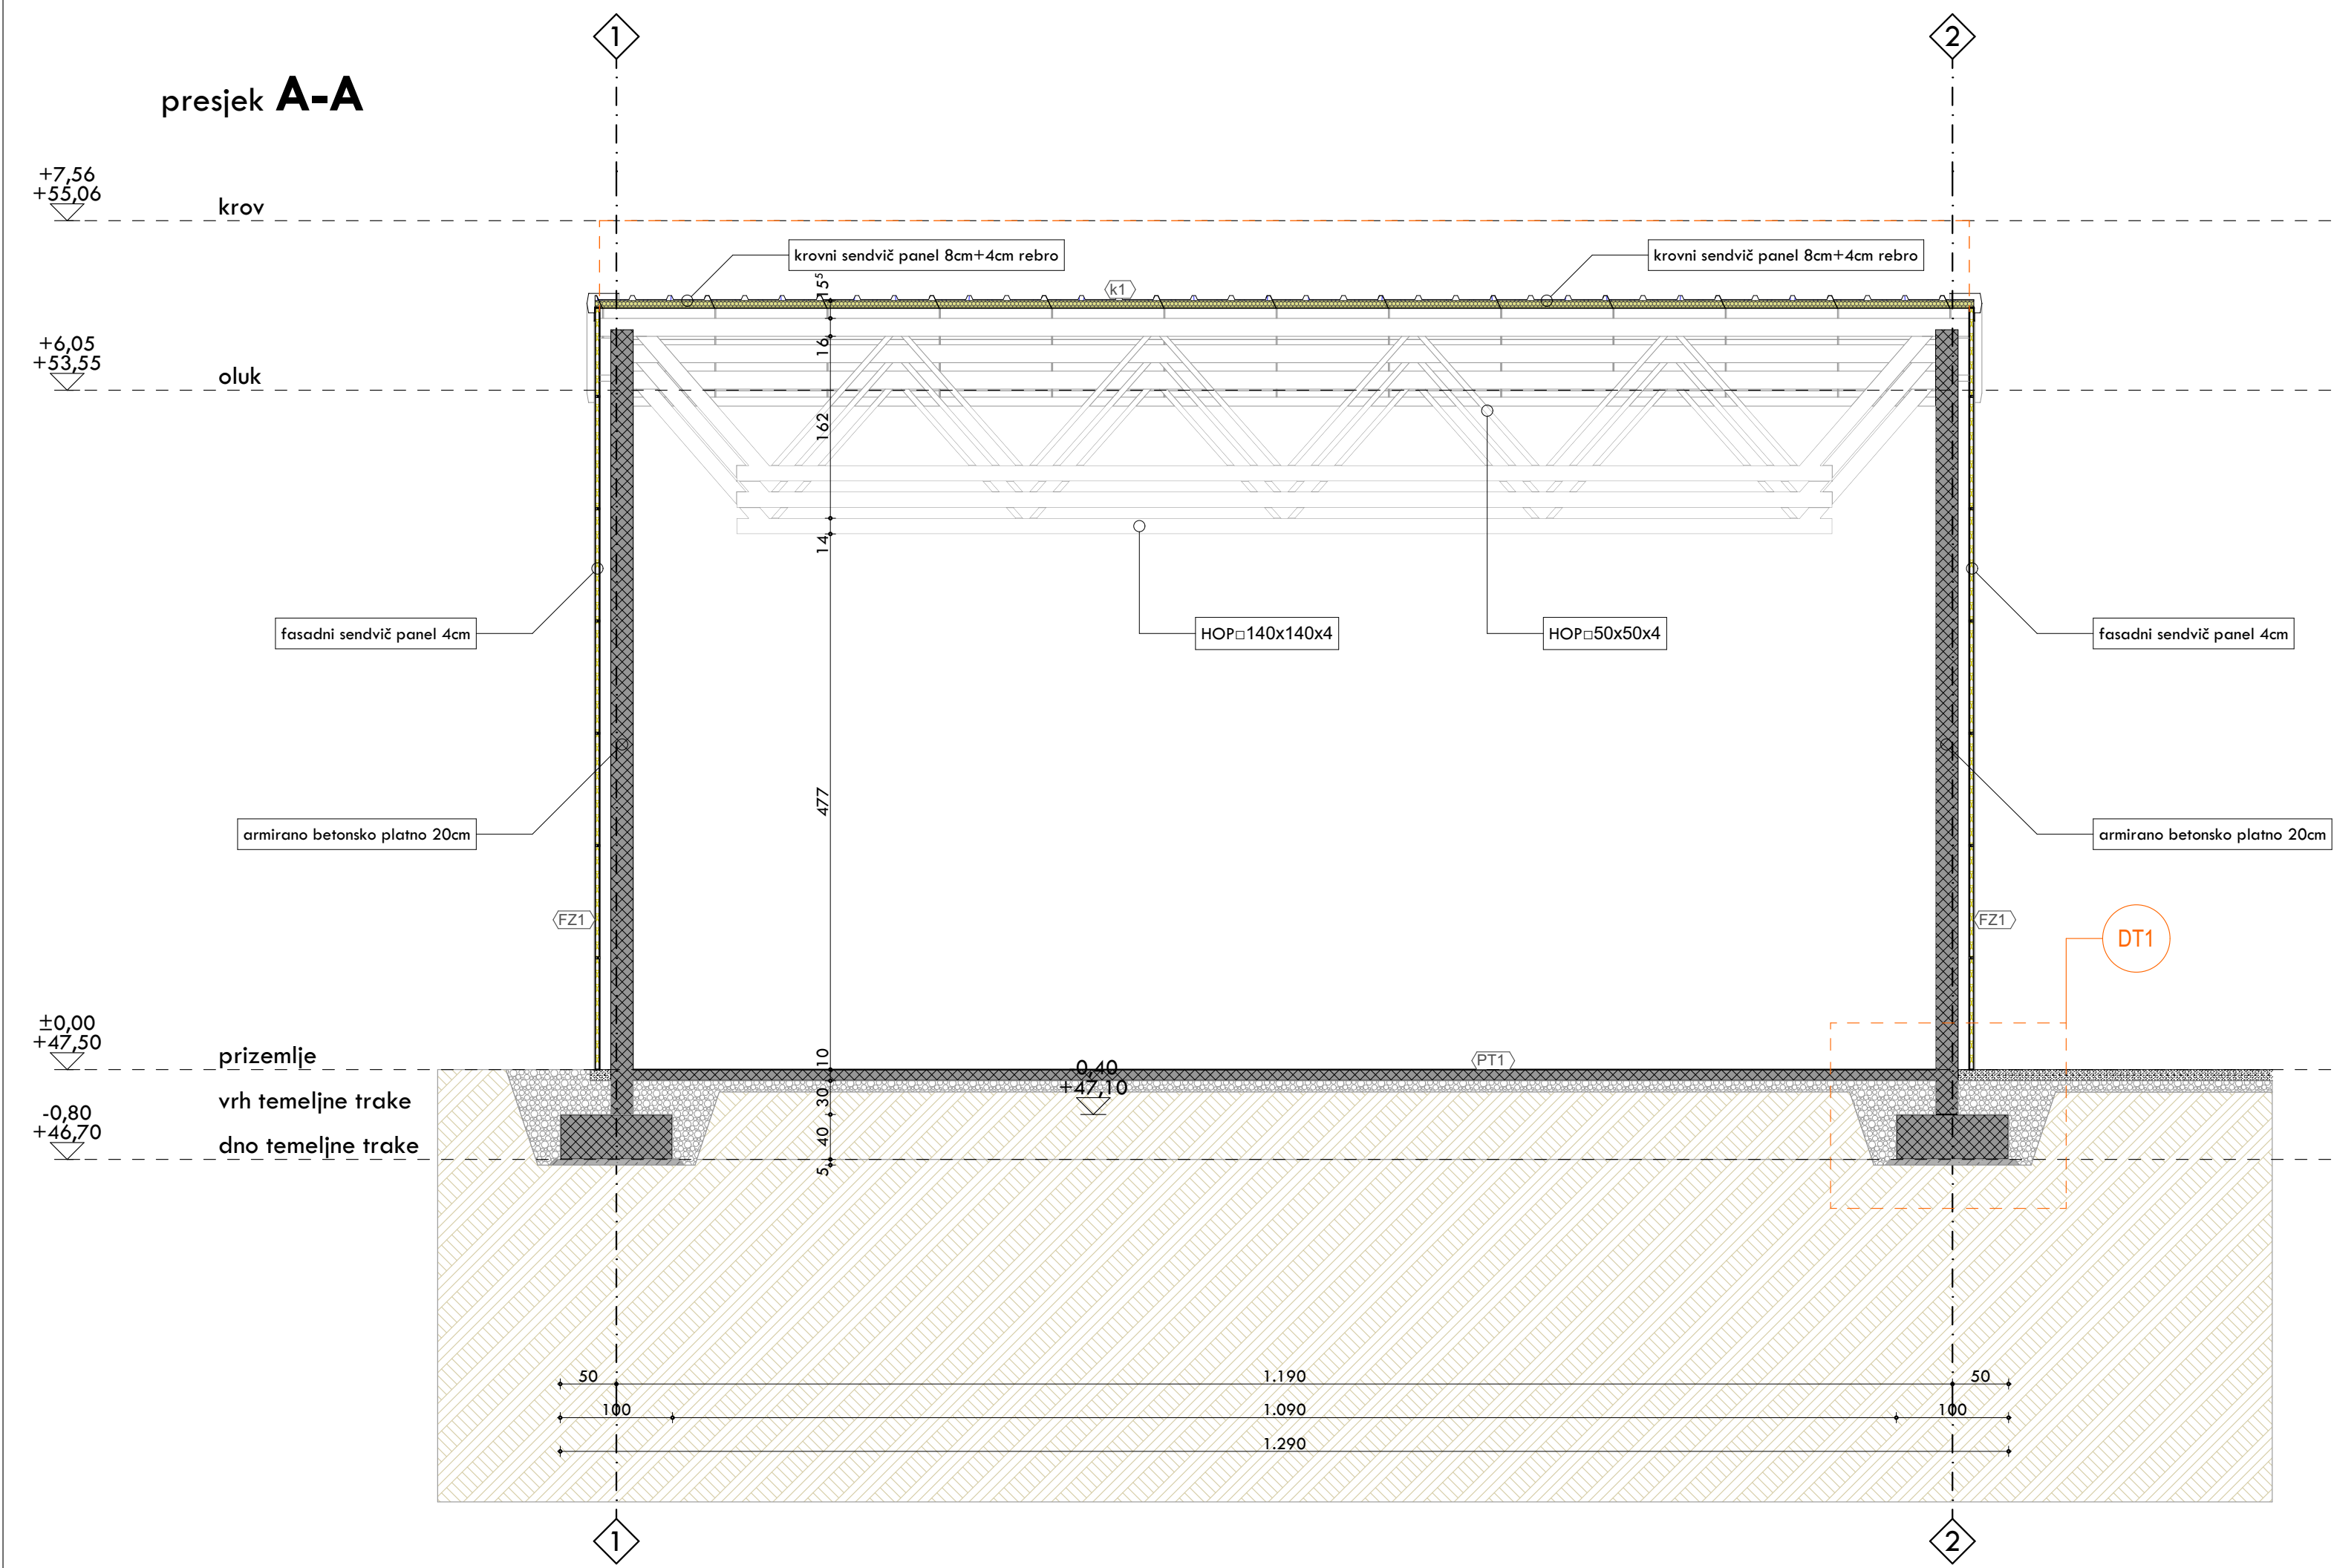 1
2
presjek A-A
+7,56
+55,06
krov
krovni sendvič panel 8cm+4cm rebro
krovni sendvič panel 8cm+4cm rebro
k1
15⁵
+6,05
+53,55
oluk
16
162
14
fasadni sendvič panel 4cm
HOP□140x140x4
HOP□50x50x4
fasadni sendvič panel 4cm
477
armirano betonsko platno 20cm
armirano betonsko platno 20cm
FZ1
FZ1
DT1
±0,00
+47,50
prizemlje
10
0,40
+47,10
PT1
vrh temeljne trake
30
-0,80
+46,70
dno temeljne trake
40
5
50
1.190
50
100
1.090
100
1.290
1
2